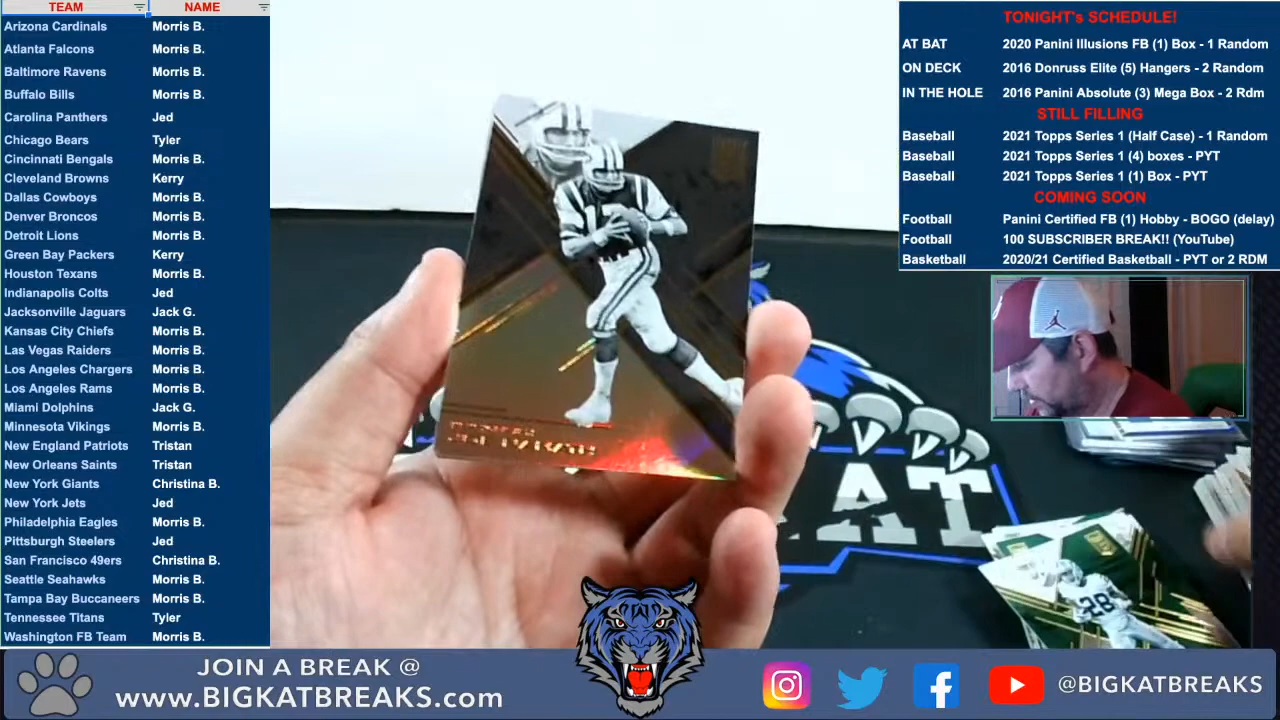 TEAM NAME
Arizona Cardinals Morris B.
Atlanta Falcons Morris B.
Baltimore Ravens Morris B.
Buffalo Bills Morris B.
Carolina Panthers Jed
Chicago Bears Tyler
Cincinnati Bengals Morris B.
Cleveland Browns Kerry
Dallas Cowboys Morris B.
Denver Broncos Morris B.
Detroit Lions Morris B.
Green Bay Packers Kerry
Houston Texans Morris B.
Indianapolis Colts Jed
Jacksonville Jaguars Jack G.
Kansas City Chiefs Morris B.
Las Vegas Raiders Morris B.
Los Angeles Chargers Morris B.
Los Angeles Rams Morris B.
Miami Dolphins Jack G.
Minnesota Vikings Morris B.
New England Patriots Tristan
New Orleans Saints Tristan
New York Giants Christina B.
New York Jets Jed
Philadelphia Eagles Morris B.
Pittsburgh Steelers Jed
San Francisco 49ers Christina B.
Seattle Seahawks Morris B.
Tampa Bay Buccaneers Morris B.
Tennessee Titans Tyler
Washington FB Team Morris B.
TONIGHT's SCHEDULE!
AT BAT 2020 Panini Illusions FB (1) Box - 1 Random
ON DECK 2016 Donruss Elite (5) Hangers - 2 Random
IN THE HOLE 2016 Panini Absolute (3) Mega Box - 2 Rdm
STILL FILLING
Baseball 2021 Topps Series 1 (Half Case) - 1 Random
Baseball 2021 Topps Series 1 (4) boxes - PYT
Baseball 2021 Topps Series 1 (1) Box - PYT
COMING SOON
Football Panini Certified FB (1) Hobby - BOGO (delay)
Football 100 SUBSCRIBER BREAK!! (YouTube)
Basketball 2020/21 Certified Basketball - PYT or 2 RDM
AT
28
JOIN A BREAK @
www.BIGKATBREAKS.com
@BIGKATBREAKS